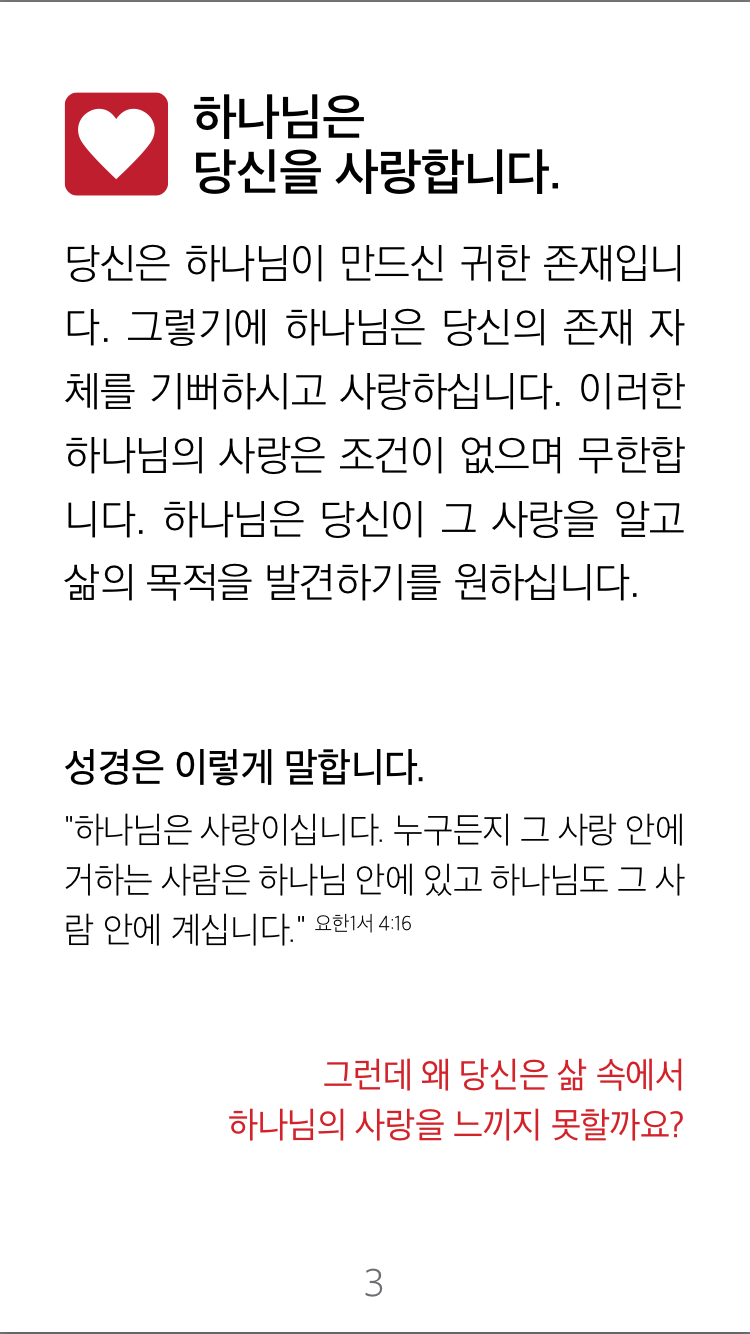 하나님은
당신을 사랑합니다.
당신은 하나님이 만드신 귀한 존재입니
다. 그렇기에 하나님은 당신의 존재 자
체를 기뻐하시고 사랑하십니다. 이러한
하나님의 사랑은 조건이 없으며 무한합
니다. 하나님은 당신이 그 사랑을 알고
삶의 목적을 발견하기를 원하십니다.
성경은 이렇게 말합니다.
"하나님은 사랑이십니다. 누구든지 그 사랑 안에
거하는 사람은 하나님 안에 있고 하나님도 그 사
람 안에 계십니다." 요한1서 4:16
그런데 왜 당신은 삶 속에서
하나님의 사랑을 느끼지 못할까요?
3